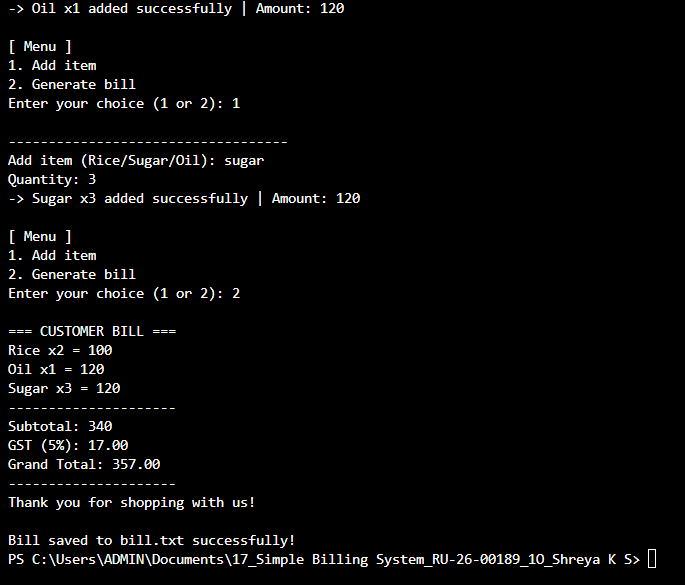 -> Oil x1 added successfully | Amount: 120
[ Menu ]
1. Add item
2. Generate bill
Enter your choice (1 or 2): 1
-----------------------------------
Add item (Rice/Sugar/Oil): sugar
Quantity: 3
-> Sugar x3 added successfully | Amount: 120
[ Menu ]
1. Add item
2. Generate bill
Enter your choice (1 or 2): 2
=== CUSTOMER BILL ===
Rice x2 = 100
Oil x1 = 120
Sugar x3 = 120
---------------------
Subtotal: 340
GST (5%): 17.00
Grand Total: 357.00
---------------------
Thank you for shopping with us!
Bill saved to bill.txt successfully!
PS C:\Users\ADMIN\Documents\17_Simple Billing System_RU-26-00189_1O_Shreya K S>